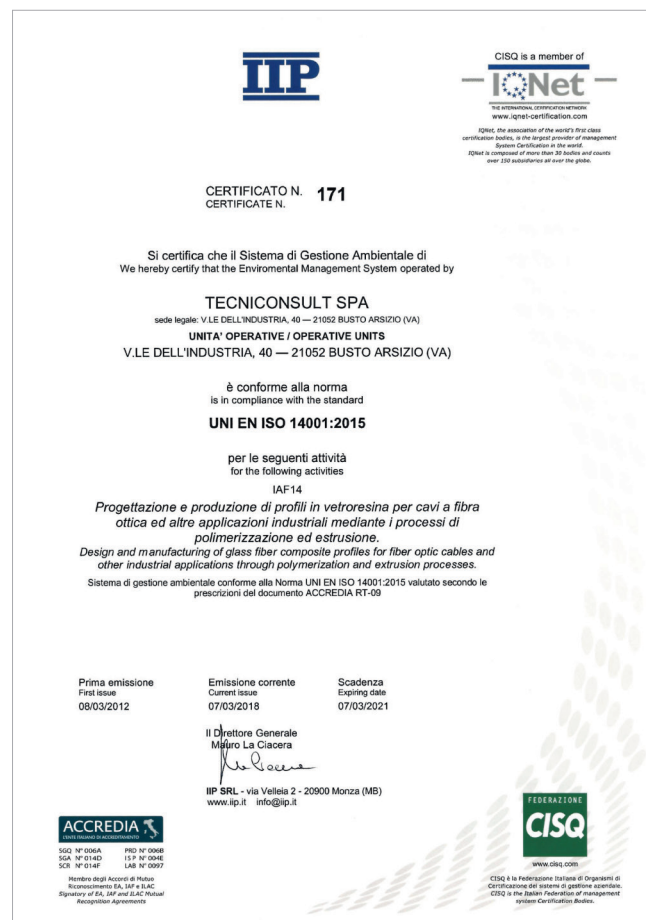 IIP
CISQ is a member of
IQNet
THE INTERNATIONAL CERTIFICATION NETWORK
www.iqnet-certification.com
IQNet, the association of the world's first class
certification bodies, is the largest provider of management
System Certification in the world.
IQNet is composed of more than 30 bodies and counts
over 150 subsidiaries all over the globe.
CERTIFICATO N. 171
CERTIFICATE N.
Si certifica che il Sistema di Gestione Ambientale di
We hereby certify that the Enviromental Management System operated by
TECNICONSULT SPA
sede legale: V.LE DELL'INDUSTRIA, 40 — 21052 BUSTO ARSIZIO (VA)
UNITA' OPERATIVE / OPERATIVE UNITS
V.LE DELL'INDUSTRIA, 40 — 21052 BUSTO ARSIZIO (VA)
è conforme alla norma
is in compliance with the standard
UNI EN ISO 14001:2015
per le seguenti attività
for the following activities
IAF14
Progettazione e produzione di profili in vetroresina per cavi a fibra
ottica ed altre applicazioni industriali mediante i processi di
polimerizzazione ed estrusione.
Design and manufacturing of glass fiber composite profiles for fiber optic cables and
other industrial applications through polymerization and extrusion processes.
Sistema di gestione ambientale conforme alla Norma UNI EN ISO 14001:2015 valutato secondo le
prescrizioni del documento ACCREDIA RT-09
Prima emissione Emissione corrente Scadenza
First issue Current issue Expiring date
08/03/2012 07/03/2018 07/03/2021
Il Direttore Generale
Mauro La Ciacera
IIP SRL - via Velleia 2 - 20900 Monza (MB)
www.iip.it info@iip.it
ACCREDIA
L'ENTE ITALIANO DI ACCREDITAMENTO
SGQ N° 006A PRD N° 006B
SGA N° 014D ISP N° 004E
SCR N° 014F LAB N° 0097
Membro degli Accordi di Mutuo
Riconoscimento EA, IAF e ILAC
Signatory of EA, IAF and ILAC Mutual
Recognition Agreements
FEDERAZIONE
CISQ
www.cisq.com
CISQ è la Federazione Italiana di Organismi di
Certificazione dei sistemi di gestione aziendale.
CISQ is the Italian Federation of management
system Certification Bodies.